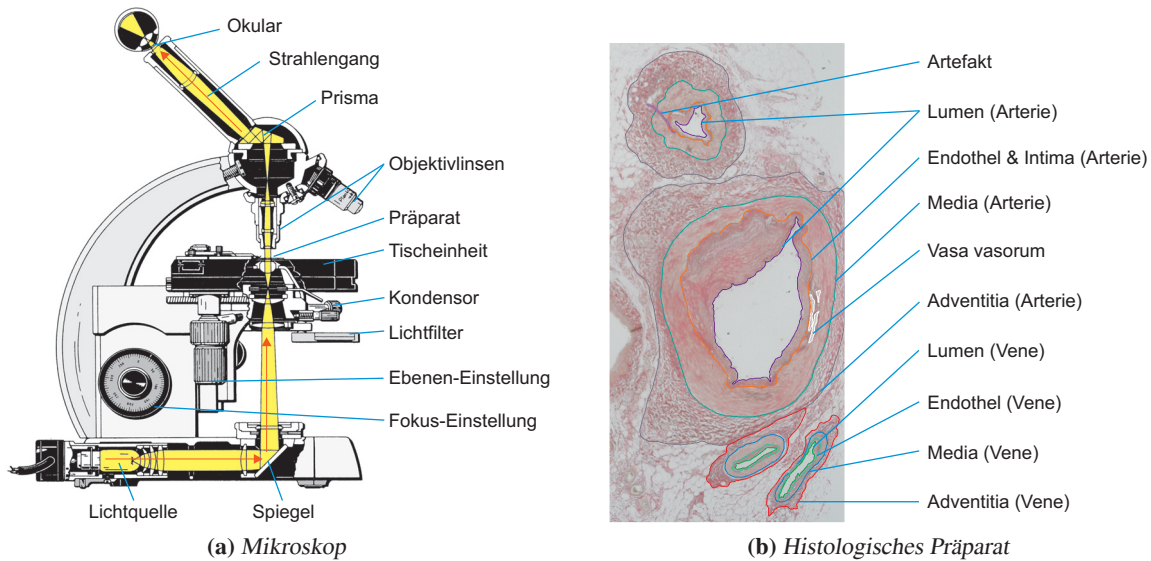 Okular
Strahlengang
Prisma
Objektivlinsen
Präparat
Tischeinheit
Kondensor
Lichtfilter
Ebenen-Einstellung
Fokus-Einstellung
Lichtquelle
Spiegel
(a) Mikroskop
Artefakt
Lumen (Arterie)
Endothel & Intima (Arterie)
Media (Arterie)
Vasa vasorum
Adventitia (Arterie)
Lumen (Vene)
Endothel (Vene)
Media (Vene)
Adventitia (Vene)
(b) Histologisches Präparat